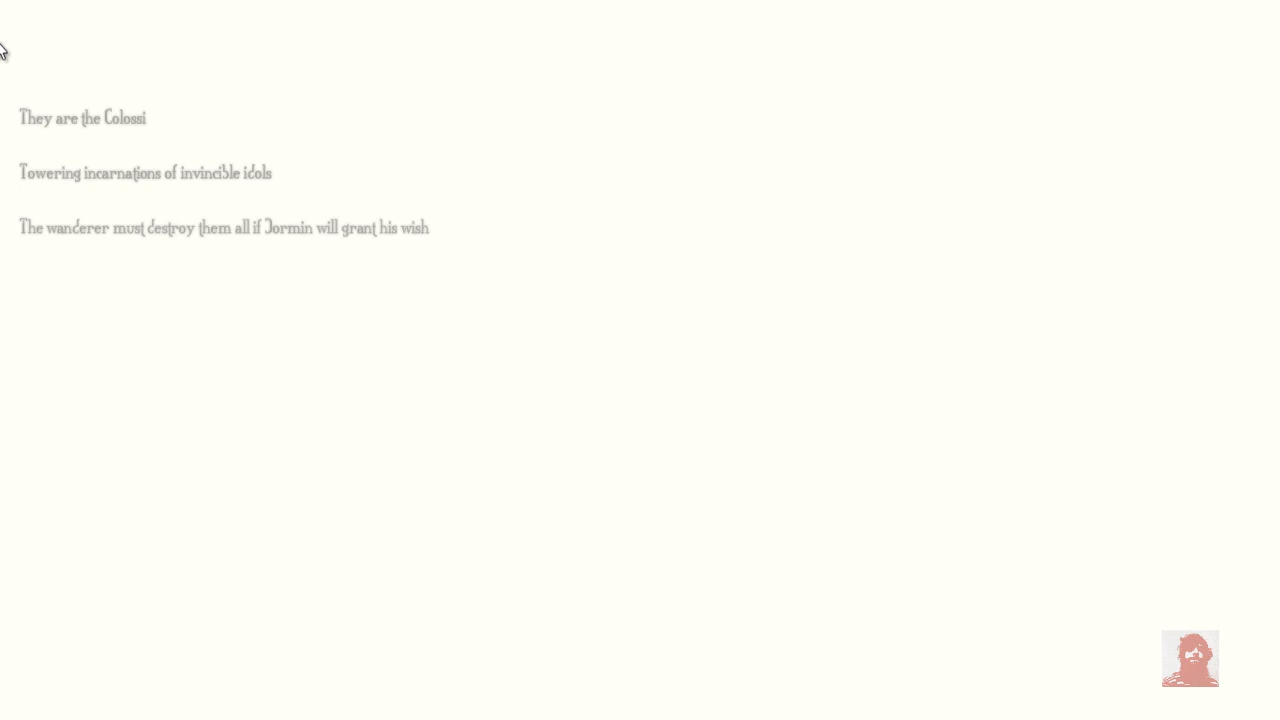 They are the Colossi
Towering incarnations of invincible idols
The wanderer must destroy them all if Dormin will grant his wish